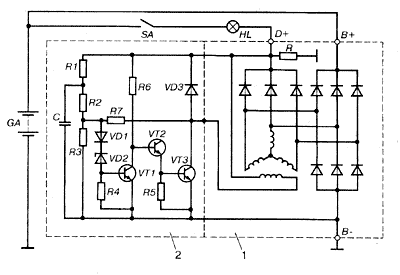 SA
HL
D+
B+
R
R1
R6
VD3
R2
R7
C
GA
VD1
VT2
R3
VD2
VT3
VT1
R4
R5
B-
2
1